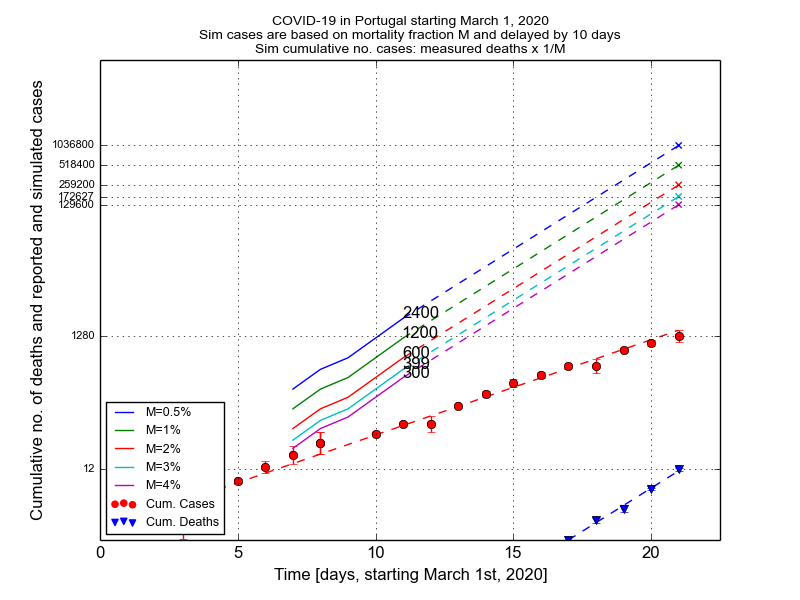 COVID-19 in Portugal starting March 1, 2020
Sim cases are based on mortality fraction M and delayed by 10 days
Sim cumulative no. cases: measured deaths x 1/M
Cumulative no. of deaths and reported and simulated cases
1036800
518400
259200
172627
129600
1280
12
2400
1200
600
399
300
M=0.5%
M=1%
M=2%
M=3%
M=4%
Cum. Cases
Cum. Deaths
0 5 10 15 20
Time [days, starting March 1st, 2020]